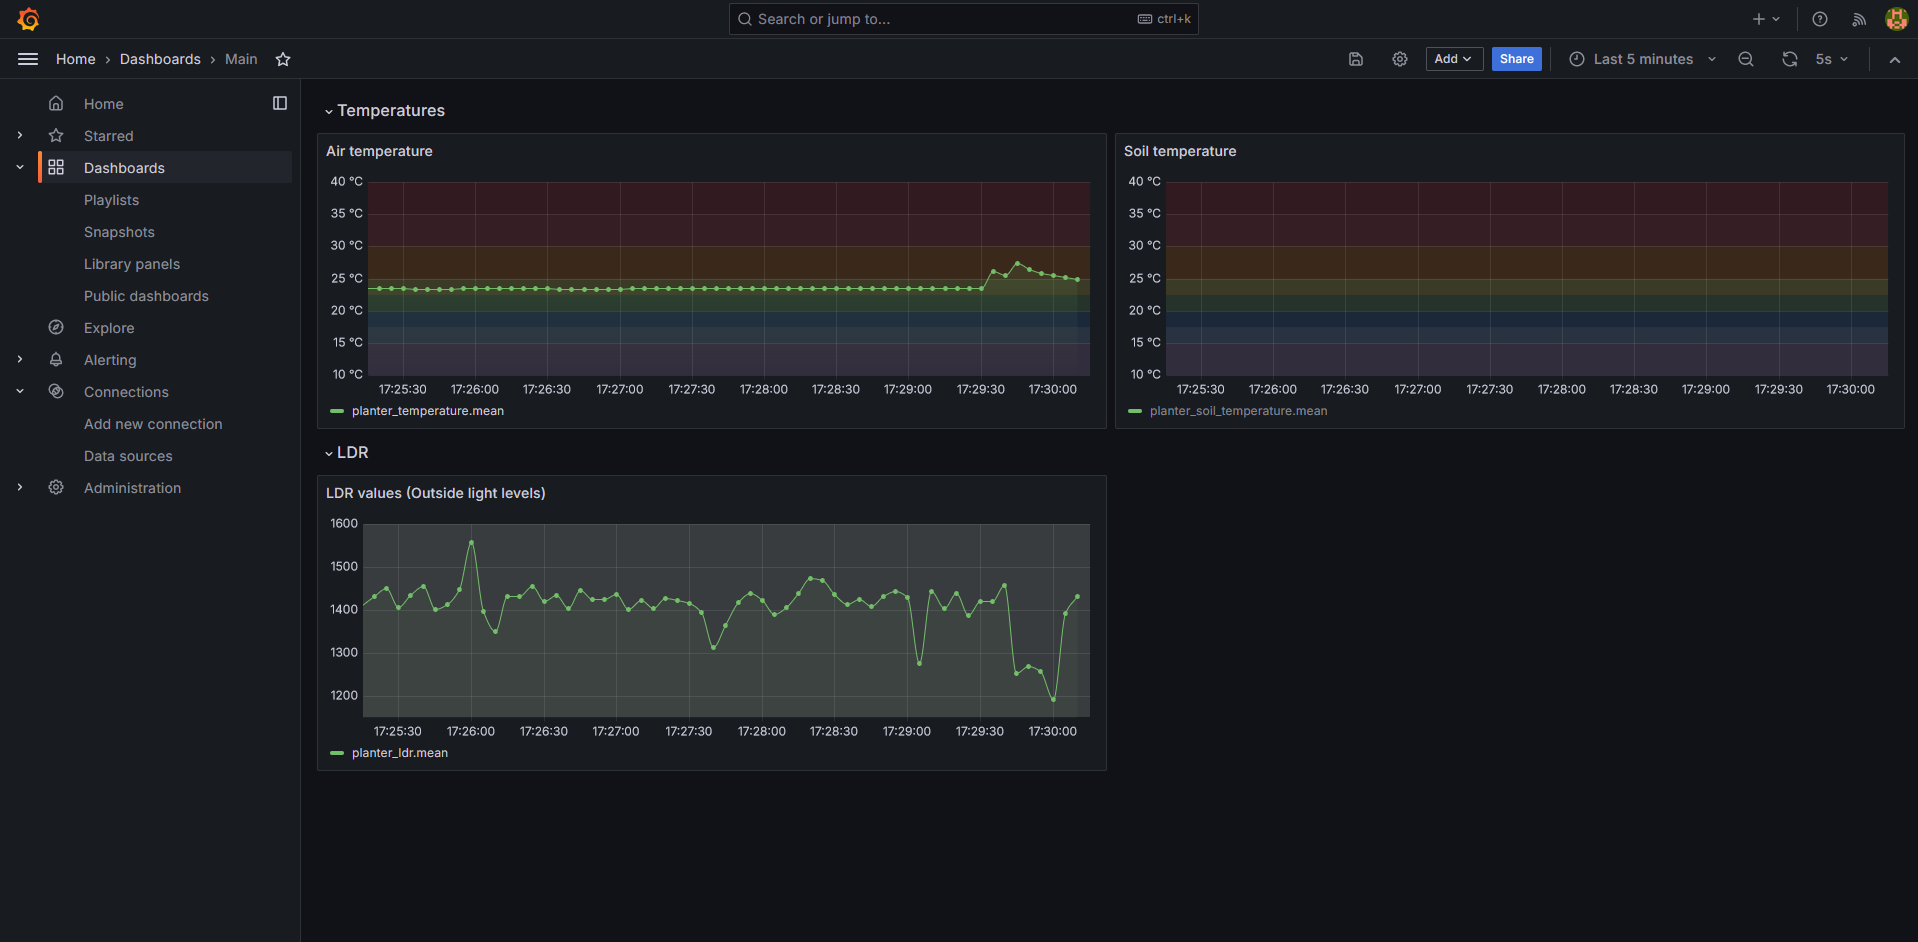 Search or jump to... ctrl+k
Home › Dashboards › Main
Add
Share
Last 5 minutes
5s
Home
Starred
Dashboards
Playlists
Snapshots
Library panels
Public dashboards
Explore
Alerting
Connections
Add new connection
Data sources
Administration
Temperatures
Air temperature
40 °C
35 °C
30 °C
25 °C
20 °C
15 °C
10 °C
17:25:30 17:26:00 17:26:30 17:27:00 17:27:30 17:28:00 17:28:30 17:29:00 17:29:30 17:30:00
planter_temperature.mean
Soil temperature
40 °C
35 °C
30 °C
25 °C
20 °C
15 °C
10 °C
17:25:30 17:26:00 17:26:30 17:27:00 17:27:30 17:28:00 17:28:30 17:29:00 17:29:30 17:30:00
planter_soil_temperature.mean
LDR
LDR values (Outside light levels)
1600
1500
1400
1300
1200
17:25:30 17:26:00 17:26:30 17:27:00 17:27:30 17:28:00 17:28:30 17:29:00 17:29:30 17:30:00
planter_ldr.mean